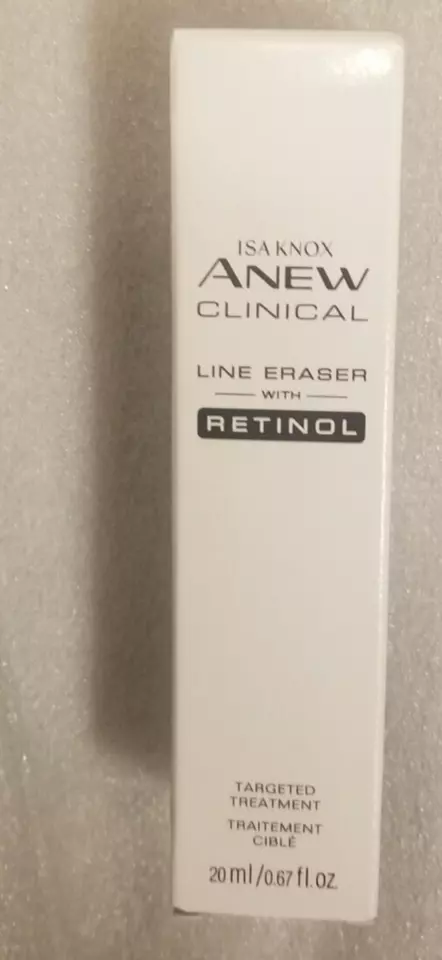 ISA KNOX
ANEW
CLINICAL
LINE ERASER
WITH
RETINOL
TARGETED
TREATMENT
TRAITEMENT
CIBLÉ
20 ml/0.67 fl. oz.